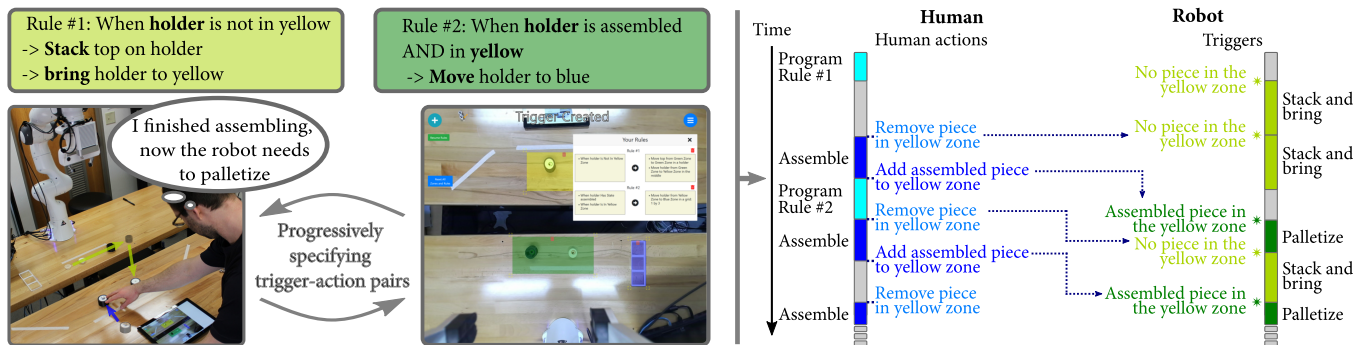 Rule #1: When holder is not in yellow
-> Stack top on holder
-> bring holder to yellow
Rule #2: When holder is assembled
AND in yellow
-> Move holder to blue
I finished assembling,
now the robot needs
to palletize
Progressively
specifying
trigger-action pairs
Trigger Created
Your Rules
Rule #1
Rule #2
Time
Human
Human actions
Robot
Triggers
Program
Rule #1
No piece in the
yellow zone
Stack and
bring
Remove piece
in yellow zone
No piece in the
yellow zone
Assemble
Stack and
bring
Add assembled piece
to yellow zone
Program
Rule #2
Remove piece
in yellow zone
Assembled piece in
the yellow zone
Assemble
Palletize
No piece in the
yellow zone
Add assembled piece
to yellow zone
Stack and
bring
Remove piece
in yellow zone
Assembled piece in
the yellow zone
Assemble
Palletize